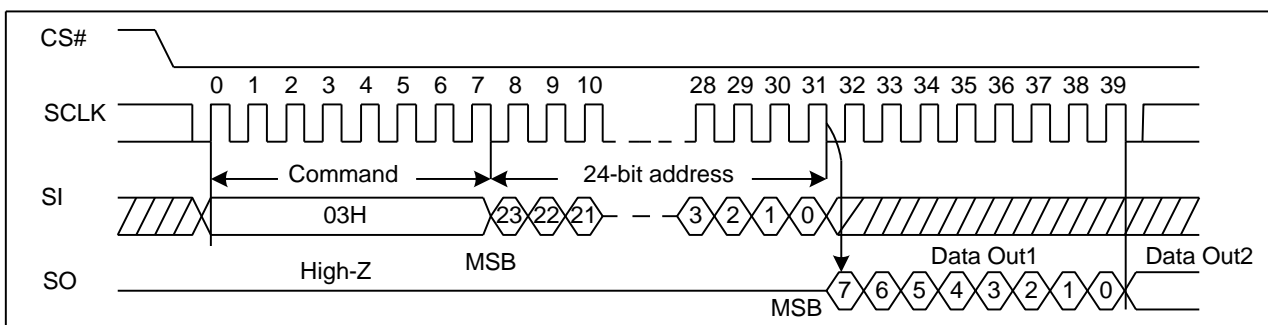 CS#
0 1 2 3 4 5 6 7 8 9 10 28 29 30 31 32 33 34 35 36 37 38 39
SCLK
Command 24-bit address
SI 03H 23 22 21 3 2 1 0
High-Z MSB Data Out1 Data Out2
SO MSB 7 6 5 4 3 2 1 0